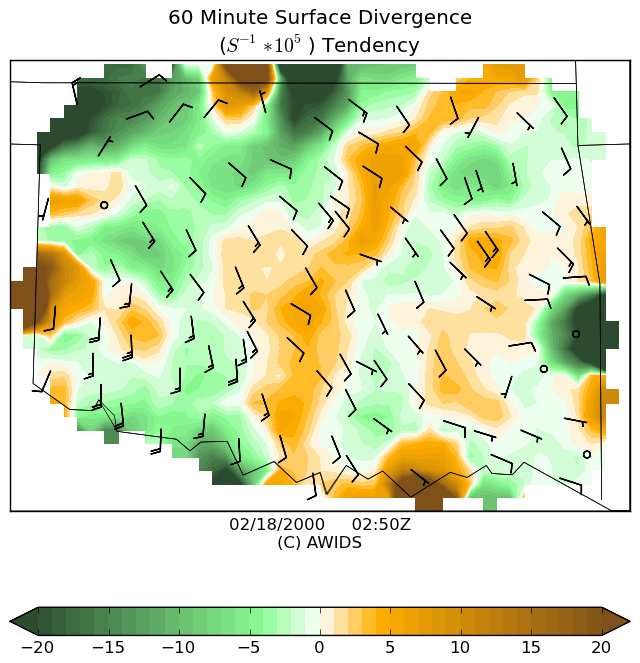 60 Minute Surface Divergence
(S⁻¹ * 10⁵ ) Tendency
02/18/2000 02:50Z
(C) AWIDS
−20 −15 −10 −5 0 5 10 15 20